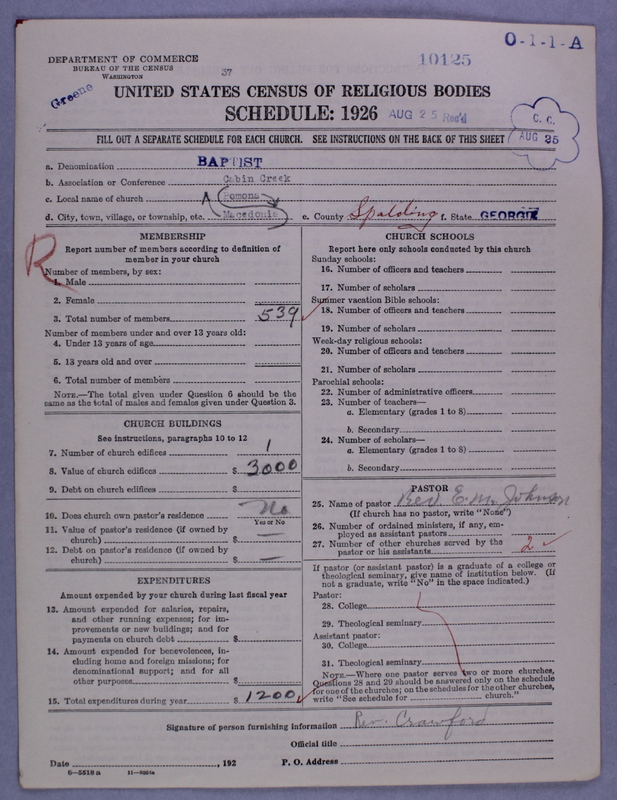 O-1-1-A
DEPARTMENT OF COMMERCE
BUREAU OF THE CENSUS
WASHINGTON
37
10125
Greene
UNITED STATES CENSUS OF RELIGIOUS BODIES
SCHEDULE: 1926
AUG 25 Rec'd
C. C.
AUG 25
FILL OUT A SEPARATE SCHEDULE FOR EACH CHURCH. SEE INSTRUCTIONS ON THE BACK OF THIS SHEET
a. Denomination BAPTIST
b. Association or Conference Cabin Creek
c. Local name of church Pomona
d. City, town, village, or township, etc. Macedonia e. County Spalding f. State GEORGIA
R
MEMBERSHIP
Report number of members according to definition of
member in your church
Number of members, by sex:
1. Male
2. Female
3. Total number of members 539
Number of members under and over 13 years old:
4. Under 13 years of age
5. 13 years old and over
6. Total number of members
NOTE.—The total given under Question 6 should be the
same as the total of males and females given under Question 3.
CHURCH BUILDINGS
See instructions, paragraphs 10 to 12
7. Number of church edifices 1
8. Value of church edifices $ 3000
9. Debt on church edifices $
10. Does church own pastor's residence No
Yes or No
11. Value of pastor's residence (if owned by
church) $ —
12. Debt on pastor's residence (if owned by
church) $ —
EXPENDITURES
Amount expended by your church during last fiscal year
13. Amount expended for salaries, repairs,
and other running expenses; for im-
provements or new buildings; and for
payments on church debt $
14. Amount expended for benevolences, in-
cluding home and foreign missions; for
denominational support; and for all
other purposes $
15. Total expenditures during year $ 1200
CHURCH SCHOOLS
Report here only schools conducted by this church
Sunday schools:
16. Number of officers and teachers
17. Number of scholars
Summer vacation Bible schools:
18. Number of officers and teachers
19. Number of scholars
Week-day religious schools:
20. Number of officers and teachers
21. Number of scholars
Parochial schools:
22. Number of administrative officers
23. Number of teachers—
a. Elementary (grades 1 to 8)
b. Secondary
24. Number of scholars—
a. Elementary (grades 1 to 8)
b. Secondary
PASTOR
25. Name of pastor Rev E. M. Johnson
(If church has no pastor, write "None")
26. Number of ordained ministers, if any, em-
ployed as assistant pastors
27. Number of other churches served by the
pastor or his assistants 2
If pastor (or assistant pastor) is a graduate of a college or
theological seminary, give name of institution below. (If
not a graduate, write "No" in the space indicated.)
Pastor:
28. College
29. Theological seminary
Assistant pastor:
30. College
31. Theological seminary
NOTE.—Where one pastor serves two or more churches,
Questions 28 and 29 should be answered only on the schedule
for one of the churches; on the schedules for the other churches,
write "See schedule for church."
Signature of person furnishing information Rev. Crawford
Official title
Date , 192 P. O. Address